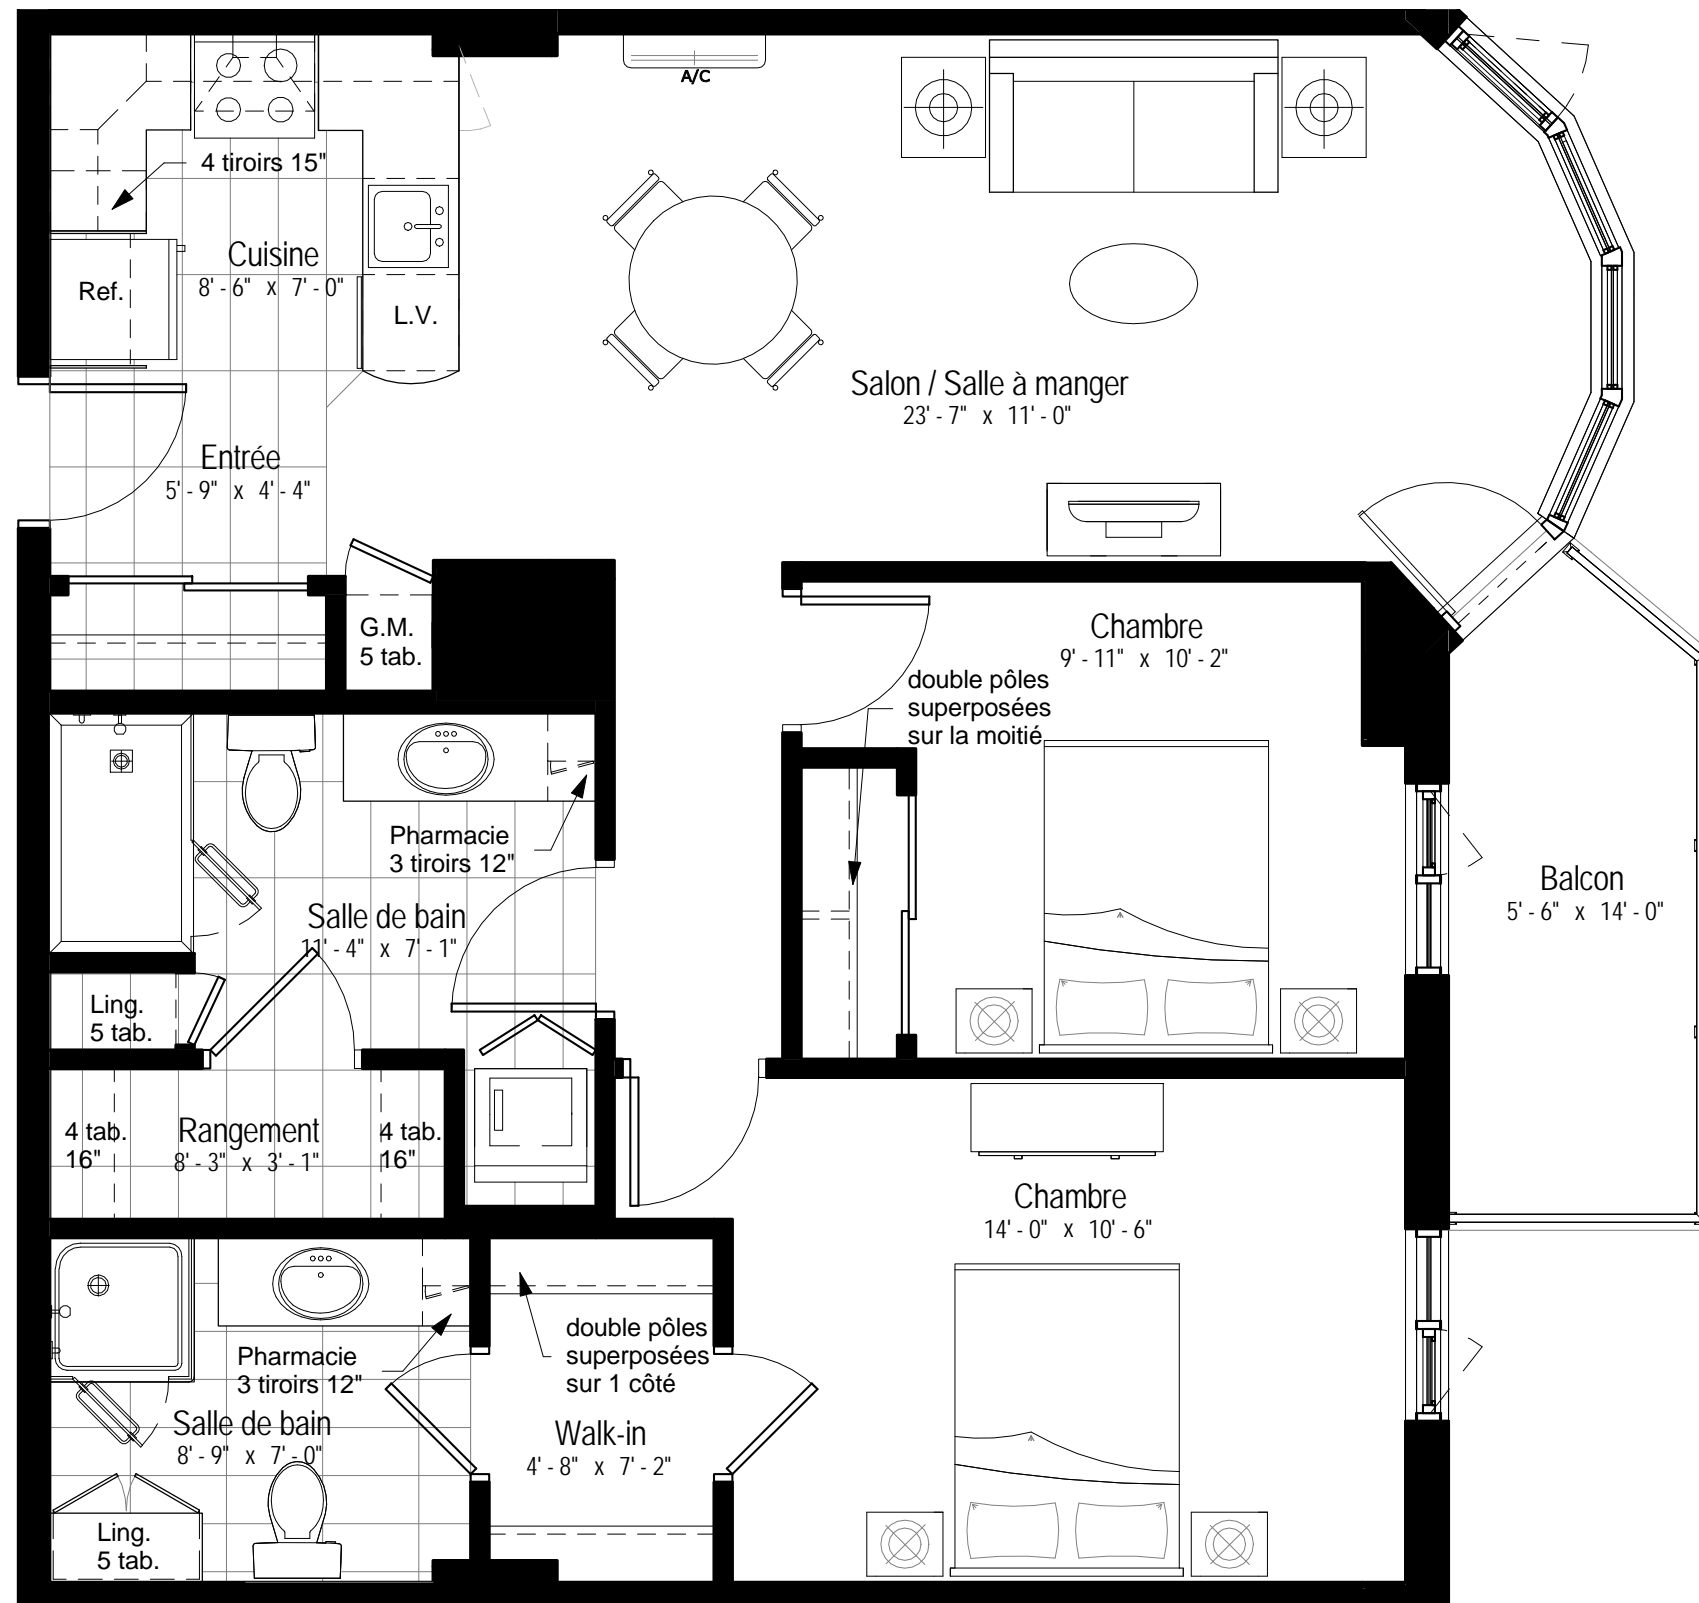 A/C
4 tiroirs 15"
Cuisine
8' - 6" x 7' - 0"
Ref.
L.V.
Salon / Salle à manger
23' - 7" x 11' - 0"
Entrée
5' - 9" x 4' - 4"
G.M.
5 tab.
Chambre
9' - 11" x 10' - 2"
double pôles
superposées
sur la moitié
Pharmacie
3 tiroirs 12"
Salle de bain
11' - 4" x 7' - 1"
Balcon
5' - 6" x 14' - 0"
Ling.
5 tab.
4 tab.
16"
Rangement
8' - 3" x 3' - 1"
4 tab.
16"
Chambre
14' - 0" x 10' - 6"
Pharmacie
3 tiroirs 12"
double pôles
superposées
sur 1 côté
Salle de bain
8' - 9" x 7' - 0"
Walk-in
4' - 8" x 7' - 2"
Ling.
5 tab.